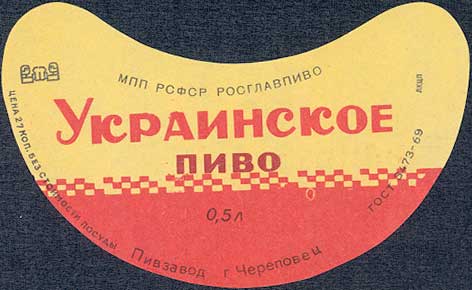 МПП РСФСР РОСГЛАВПИВО
УКРАИНСКОЕ
ПИВО
0,5л
ЦЕНА 27 КОП. БЕЗ СТОИМОСТИ ПОСУДЫ
Пивзавод г Череповец
ГОСТ 3473-69